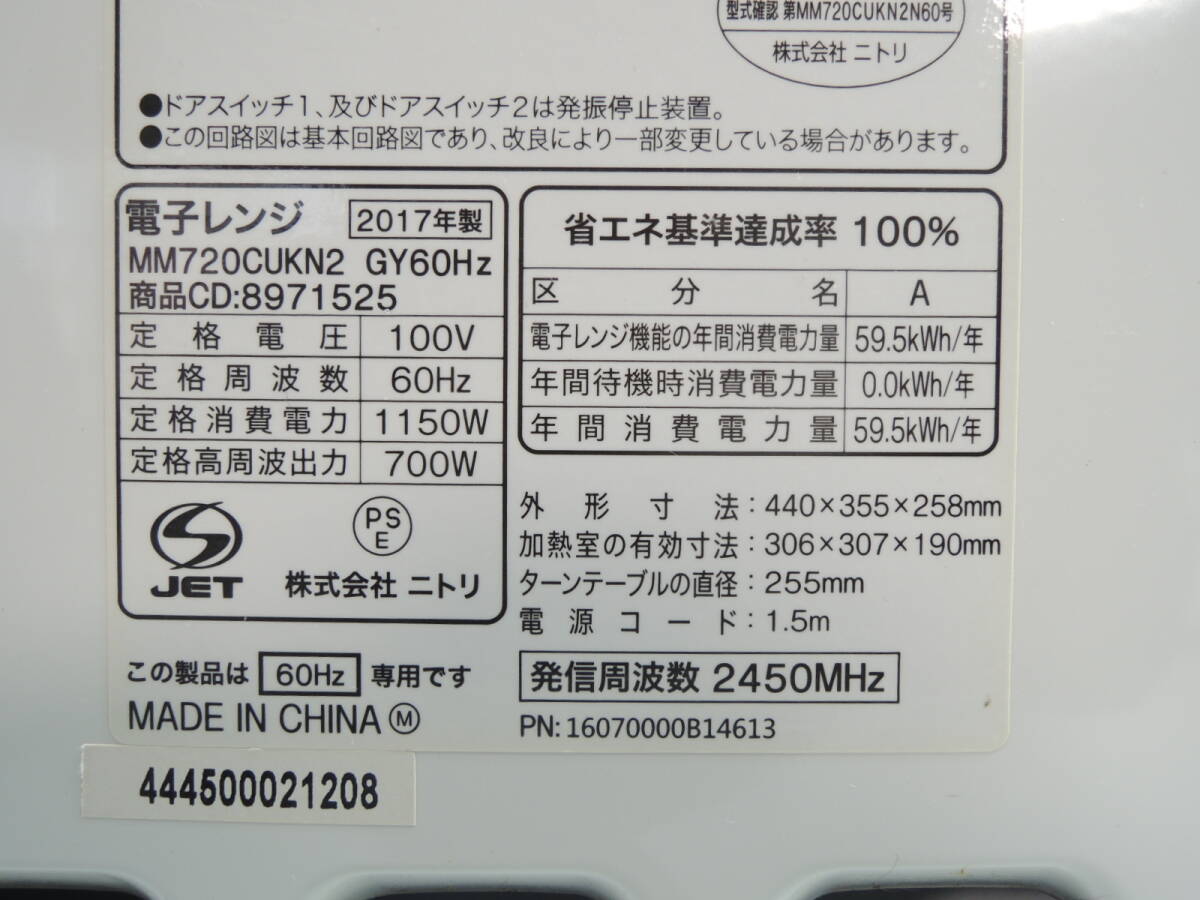 型式確認 第MM720CUKN2N60号
株式会社 ニトリ
●ドアスイッチ1、及びドアスイッチ2は発振停止装置。
●この回路図は基本回路図であり、改良により一部変更している場合があります。
電子レンジ 2017年製
MM720CUKN2 GY60Hz
商品CD:8971525
定格電圧 100V
定格周波数 60Hz
定格消費電力 1150W
定格高周波出力 700W
JET
PS
E
株式会社 ニトリ
省エネ基準達成率 100%
区分名 A
電子レンジ機能の年間消費電力量 59.5kWh/年
年間待機時消費電力量 0.0kWh/年
年間消費電力量 59.5kWh/年
外形寸法:440×355×258mm
加熱室の有効寸法:306×307×190mm
ターンテーブルの直径:255mm
電源コード:1.5m
この製品は 60Hz 専用です
MADE IN CHINA Ⓜ
発信周波数 2450MHz
PN:16070000B14613
444500021208